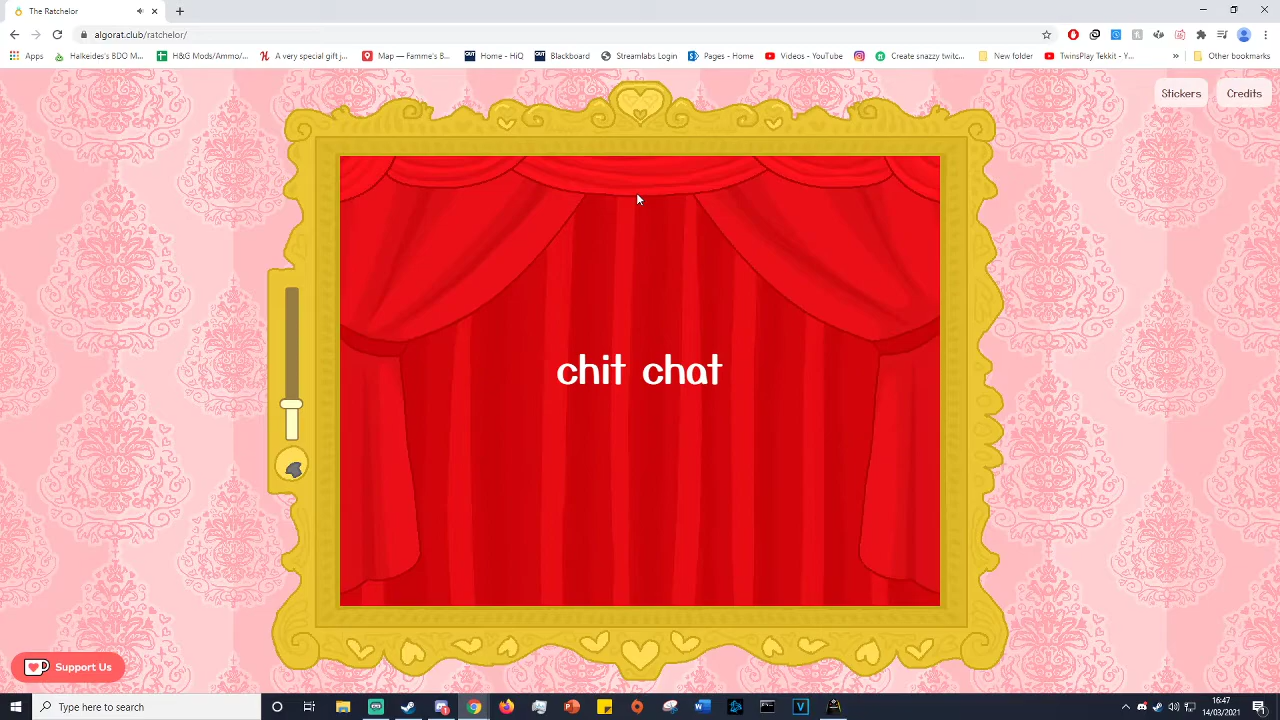 The Ratchelor
algorat.club/ratchelor/
Apps
Halkeides's BDO M...
H&G Mods/Ammo/...
A very special gift j...
Map — Famme's B...
Home - HiQ
Blackboard
Streamlabs Login
Pages - Home
Videos - YouTube
Create snazzy twitc...
New folder
TwinsPlay Tekkit - Y...
»
Other bookmarks
Stickers
Credits
chit chat
Support Us
Type here to search
16:47
14/03/2021